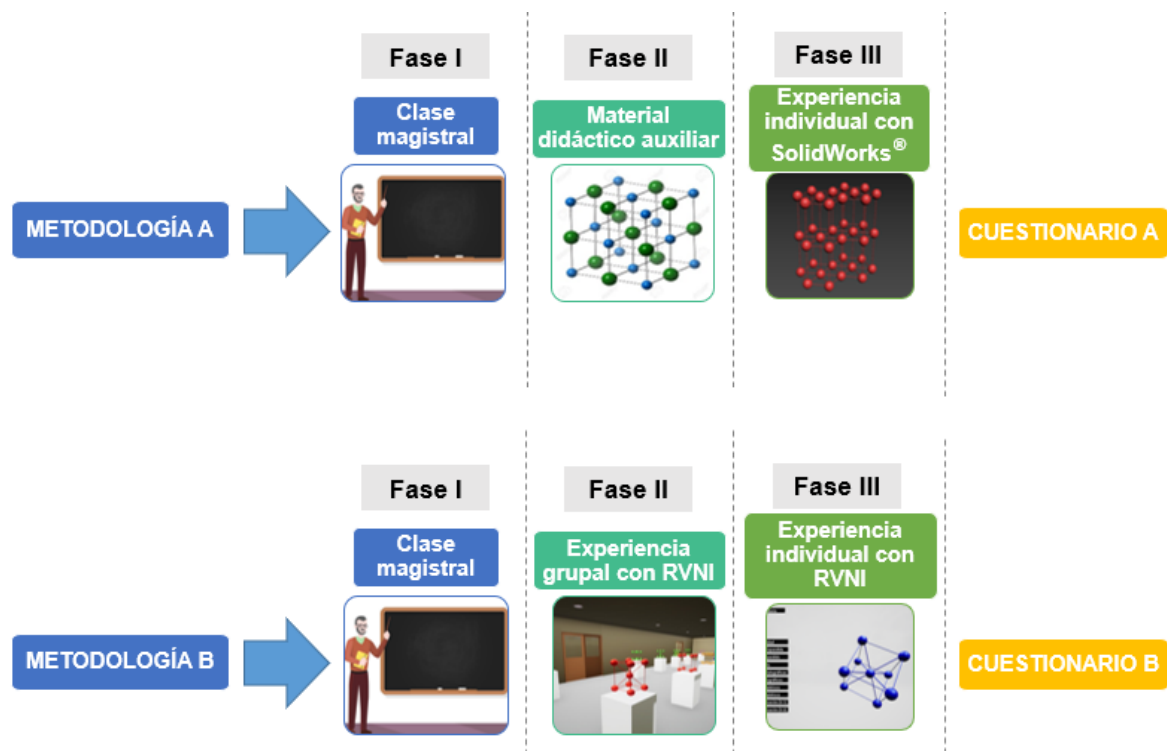 Fase I
Fase II
Fase III
Clase
magistral
Material
didáctico auxiliar
Experiencia
individual con
SolidWorks®
METODOLOGÍA A
CUESTIONARIO A
Fase I
Fase II
Fase III
Clase
magistral
Experiencia
grupal con RVNI
Experiencia
individual con
RVNI
METODOLOGÍA B
CUESTIONARIO B